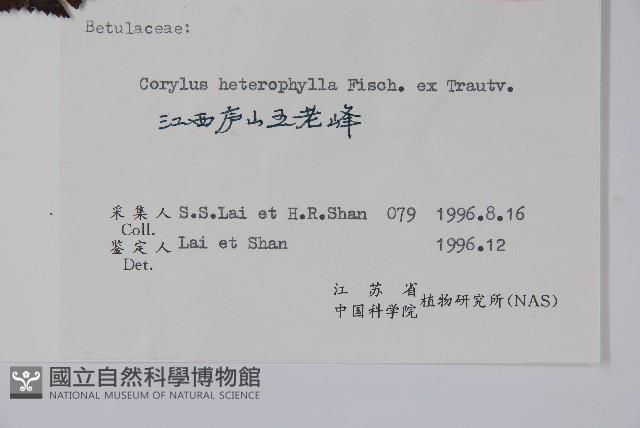 Betulaceae:
Corylus heterophylla Fisch. ex Trautv.
江西庐山五老峰
采集人 S.S.Lai et H.R.Shan 079 1996.8.16
Coll.
鉴定人 Lai et Shan 1996.12
Det.
江苏省
中国科学院 植物研究所(NAS)
國立自然科學博物館
NATIONAL MUSEUM OF NATURAL SCIENCE